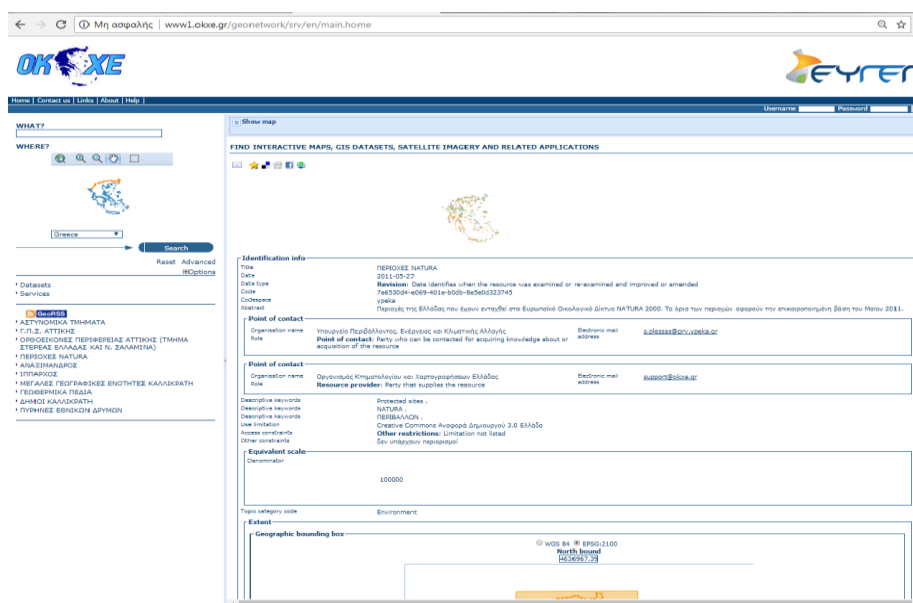 Μη ασφαλής | www1.okxe.gr/geonetwork/srv/en/main.home
OK XE
Home | Contact us | Links | About | Help |
Username Password
WHAT?
WHERE?
Greece
Search
Reset Advanced
Options
Datasets
Services
GeoRSS
ΑΣΤΥΝΟΜΙΚΑ ΤΜΗΜΑΤΑ
Γ.Π.Σ. ΑΤΤΙΚΗΣ
ΟΡΘΟΕΙΚΟΝΕΣ ΠΕΡΙΦΕΡΕΙΑΣ ΑΤΤΙΚΗΣ (ΤΜΗΜΑ
ΣΤΕΡΕΑΣ ΕΛΛΑΔΑΣ ΚΑΙ Ν. ΣΑΛΑΜΙΝΑ)
ΠΕΡΙΟΧΕΣ NATURA
ΑΝΑΞΙΜΑΝΔΡΟΣ
ΙΠΠΑΡΧΟΣ
ΜΕΓΑΛΕΣ ΓΕΩΓΡΑΦΙΚΕΣ ΕΝΟΤΗΤΕΣ ΚΑΛΛΙΚΡΑΤΗ
ΓΕΩΘΕΡΜΙΚΑ ΠΕΔΙΑ
ΔΗΜΟΙ ΚΑΛΛΙΚΡΑΤΗ
ΠΥΡΗΝΕΣ ΕΘΝΙΚΩΝ ΔΡΥΜΩΝ
Show map
FIND INTERACTIVE MAPS, GIS DATASETS, SATELLITE IMAGERY AND RELATED APPLICATIONS
Identification info
Title ΠΕΡΙΟΧΕΣ NATURA
Date 2011-05-27
Date type Revision: Date identifies when the resource was examined or re-examined and improved or amended
Code 7e6530d4-e069-401e-b0db-8e5e0d323745
Codespace ypeka
Abstract Περιοχές της Ελλάδας που έχουν ενταχθεί στο Ευρωπαϊκό Οικολογικό Δίκτυο NATURA 2000. Τα όρια των περιοχών αφορούν την επικαιροποιημένη βάση του Μαΐου 2011.
Point of contact
Organisation name Υπουργείο Περιβάλλοντος, Ενέργειας και Κλιματικής Αλλαγής Electronic mail address s.plessas@prv.ypeka.gr
Role Point of contact: Party who can be contacted for acquiring knowledge about or acquisition of the resource
Point of contact
Organisation name Οργανισμός Κτηματολογίου και Χαρτογραφήσεων Ελλάδας Electronic mail address support@okxe.gr
Role Resource provider: Party that supplies the resource
Descriptive keywords Protected sites .
Descriptive keywords NATURA .
Descriptive keywords ΠΕΡΙΒΑΛΛΟΝ .
Use limitation Creative Commons Αναφορά Δημιουργού 3.0 Ελλάδα
Access constraints Other restrictions: Limitation not listed
Other constraints δεν υπάρχουν περιορισμοί
Equivalent scale
Denominator
100000
Topic category code Environment
Extent
Geographic bounding box
WGS 84 EPSG:2100
North bound
4636967.39